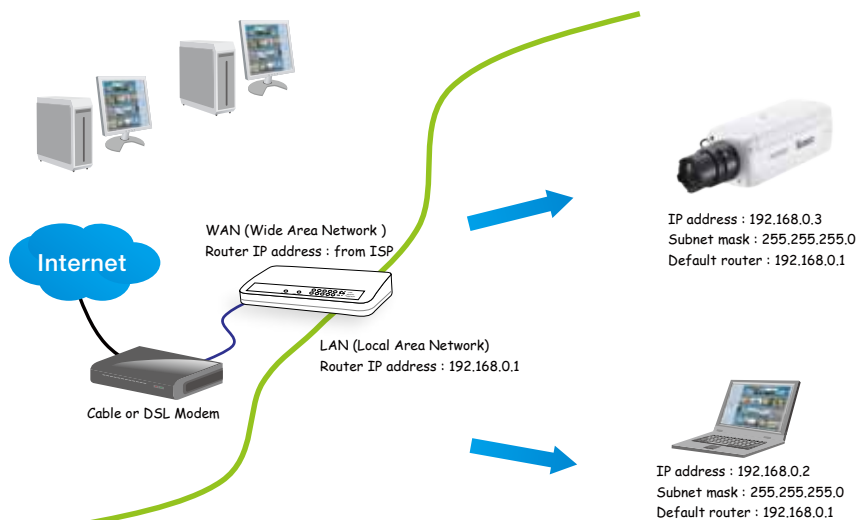 WAN (Wide Area Network )
Router IP address : from ISP
Internet
LAN (Local Area Network)
Router IP address : 192.168.0.1
Cable or DSL Modem
IP address : 192.168.0.3
Subnet mask : 255.255.255.0
Default router : 192.168.0.1
IP address : 192.168.0.2
Subnet mask : 255.255.255.0
Default router : 192.168.0.1